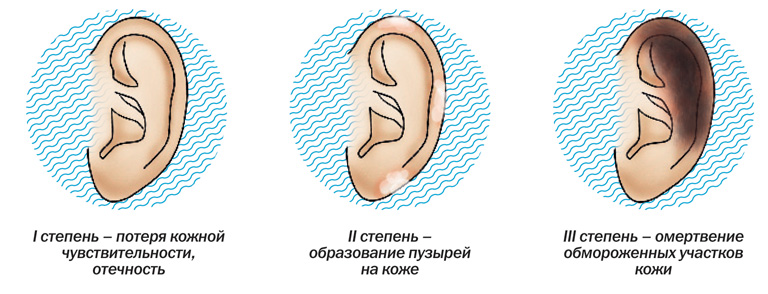 I степень – потеря кожной
чувствительности,
отечность
II степень –
образование пузырей
на коже
III степень – омертвение
обмороженных участков
кожи